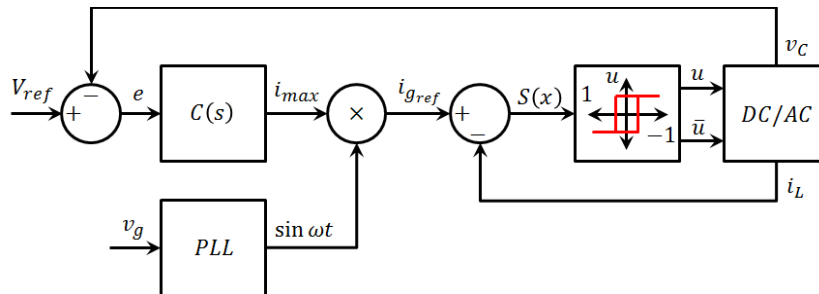 v_C
V_ref
+
−
e
C(s)
i_max
×
i_g_ref
+
−
S(x)
u
1
−1
u
ū
DC/AC
i_L
v_g
PLL
sin ωt